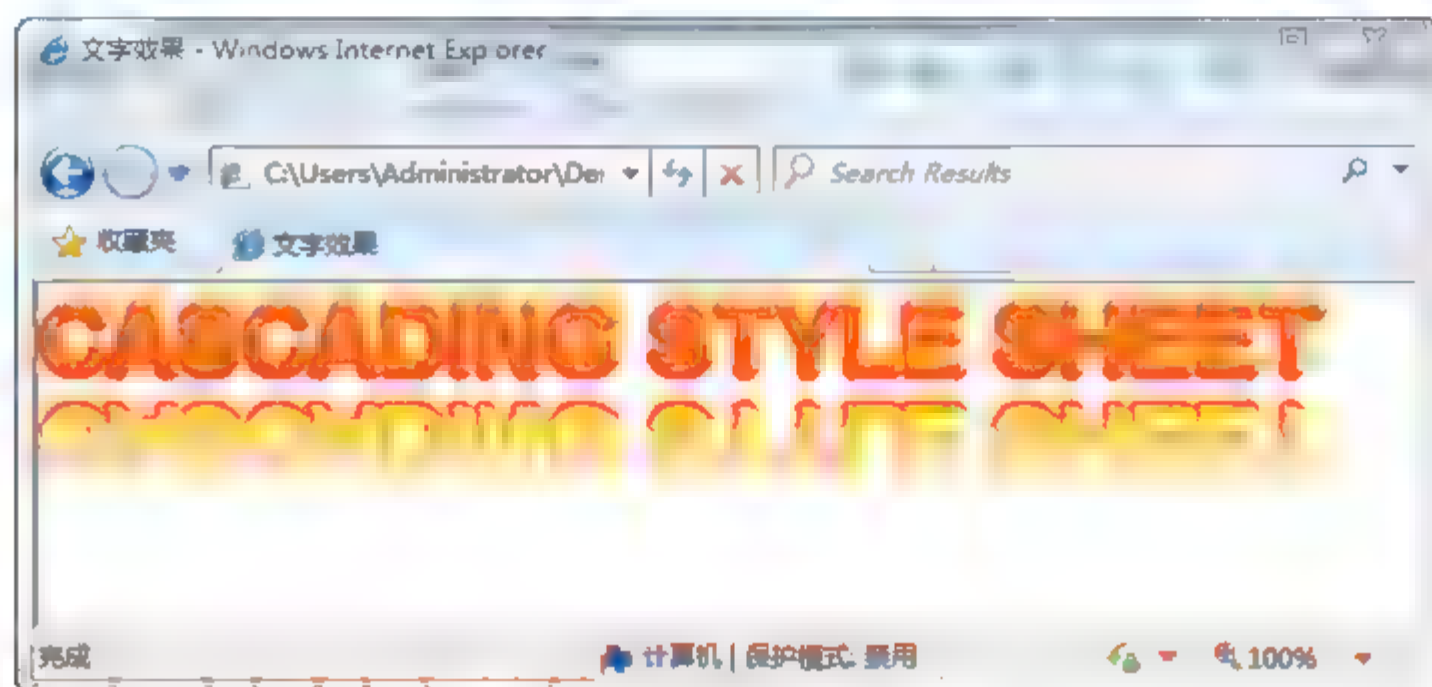 文字效果 - Windows Internet Explorer
C:\Users\Administrator\De
Search Results
收藏夹 文字效果
CASCADING STYLE SHEET
完成 计算机 | 保护模式: 禁用 100%